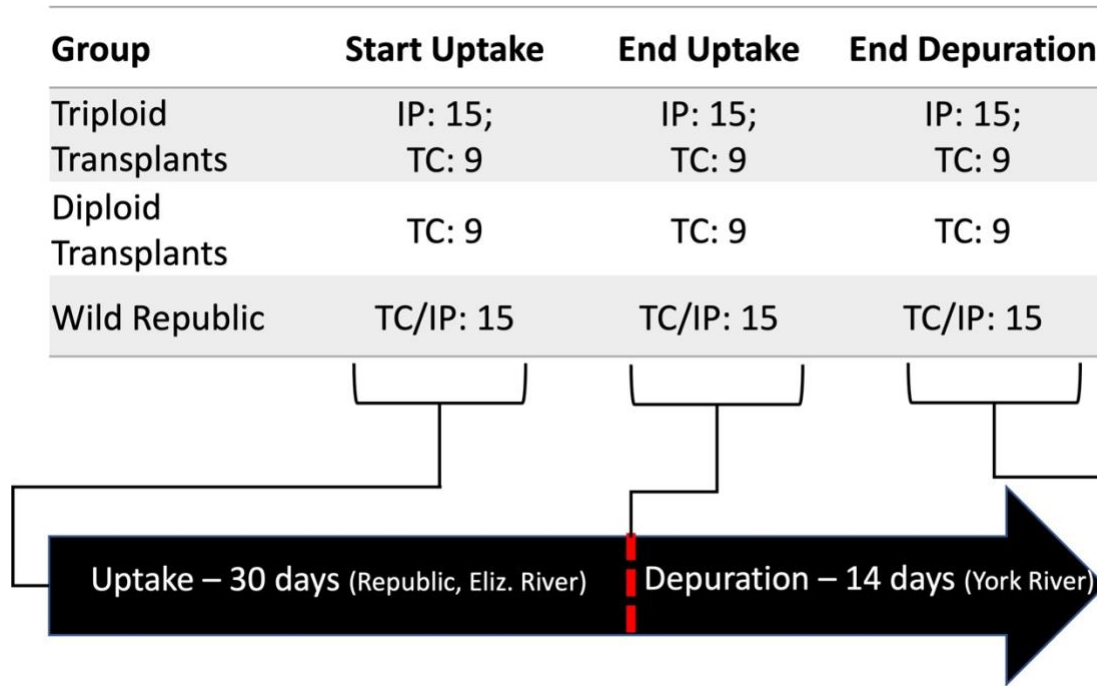 Group Start Uptake End Uptake End Depuration
Triploid Transplants IP: 15; TC: 9 IP: 15; TC: 9 IP: 15; TC: 9
Diploid Transplants TC: 9 TC: 9 TC: 9
Wild Republic TC/IP: 15 TC/IP: 15 TC/IP: 15
Uptake – 30 days (Republic, Eliz. River) Depuration – 14 days (York River)